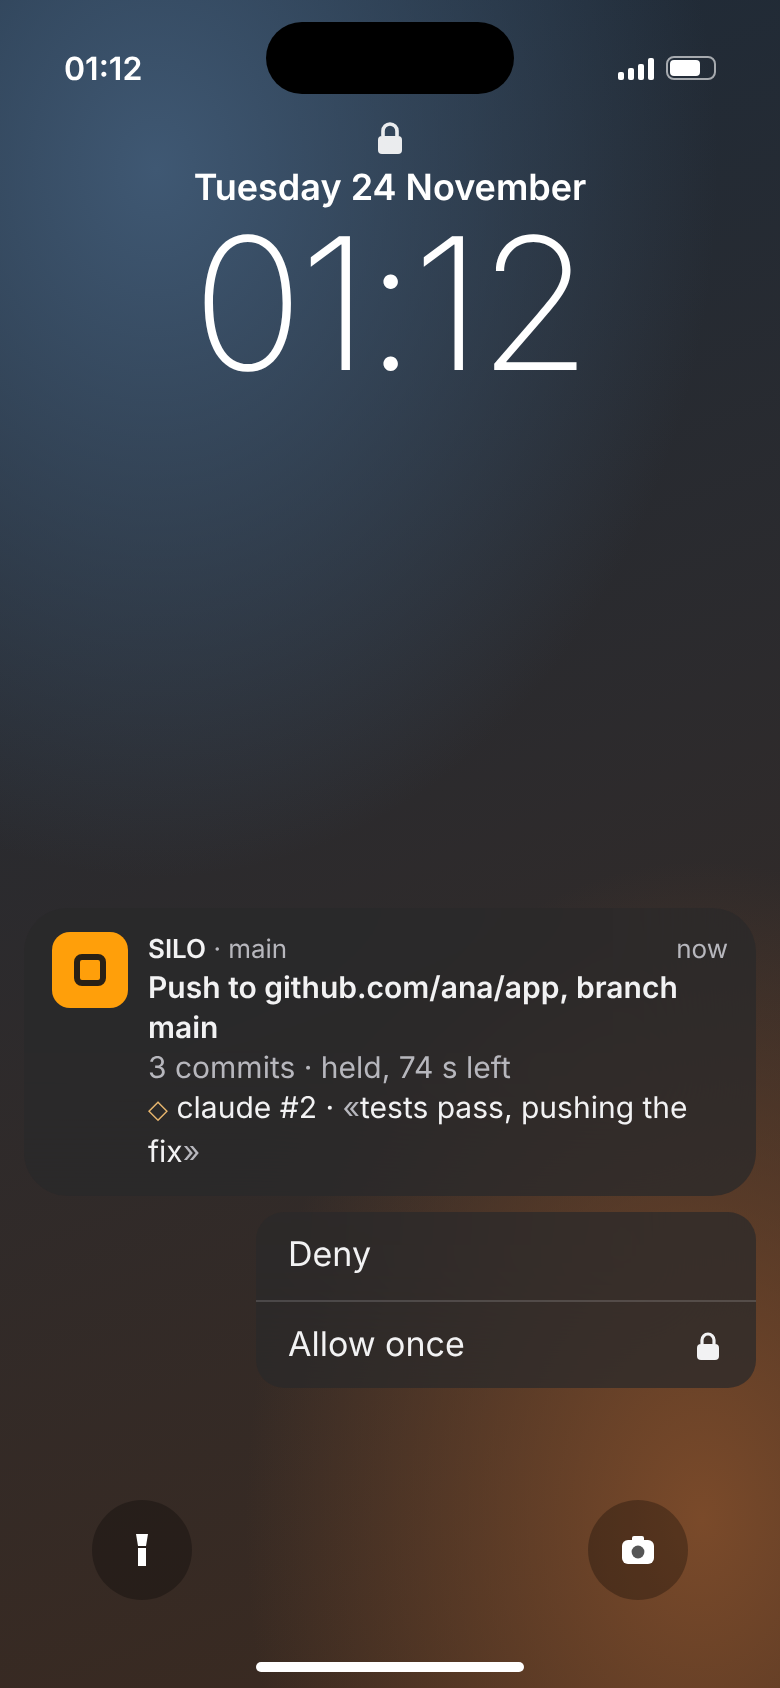 01:12
Tuesday 24 November
01:12
SILO · main now
Push to github.com/ana/app, branch
main
3 commits · held, 74 s left
◇ claude #2 · «tests pass, pushing the
fix»
Deny
Allow once